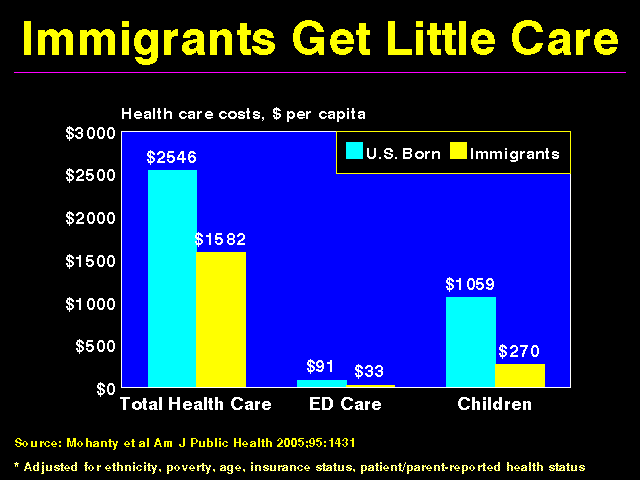 Immigrants Get Little Care
Health care costs, $ per capita
$3000
$2500
$2000
$1500
$1000
$500
$0
U.S. Born
Immigrants
$2546
$1582
$91
$33
$1059
$270
Total Health Care
ED Care
Children
Source: Mohanty et al Am J Public Health 2005;95:1431
* Adjusted for ethnicity, poverty, age, insurance status, patient/parent-reported health status